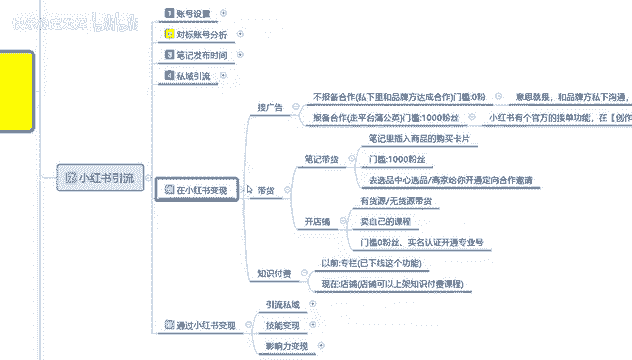 1 账号设置
对标账号分析
3 笔记发布时间
4 私域引流
小红书引流
在小红书变现
接广告
不报备合作(私下里和品牌方达成合作)门槛:0粉
意思就是，和品牌方私下沟通，
报备合作(走平台蒲公英)门槛:1000粉丝
小红书有个官方的接单功能，在【创作
带货
笔记带货
笔记里插入商品的购买卡片
门槛:1000粉丝
去选品中心选品/商家给你开通定向合作邀请
开店铺
有货源/无货源带货
卖自己的课程
门槛0粉丝，实名认证开通专业号
知识付费
以前:专栏(已下线这个功能)
现在:店铺(店铺可以上架知识付费课程)
通过小红书变现
引流私域
技能变现
影响力变现